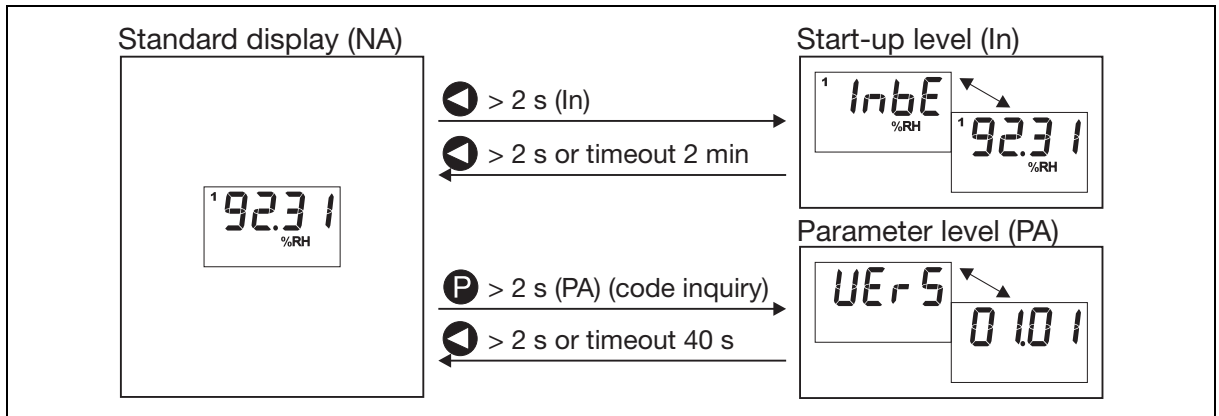 Standard display (NA)
1 92.31
%RH
> 2 s (In)
> 2 s or timeout 2 min
P > 2 s (PA) (code inquiry)
> 2 s or timeout 40 s
Start-up level (In)
1 InbE
%RH
1 92.31
%RH
Parameter level (PA)
VErS
01.01